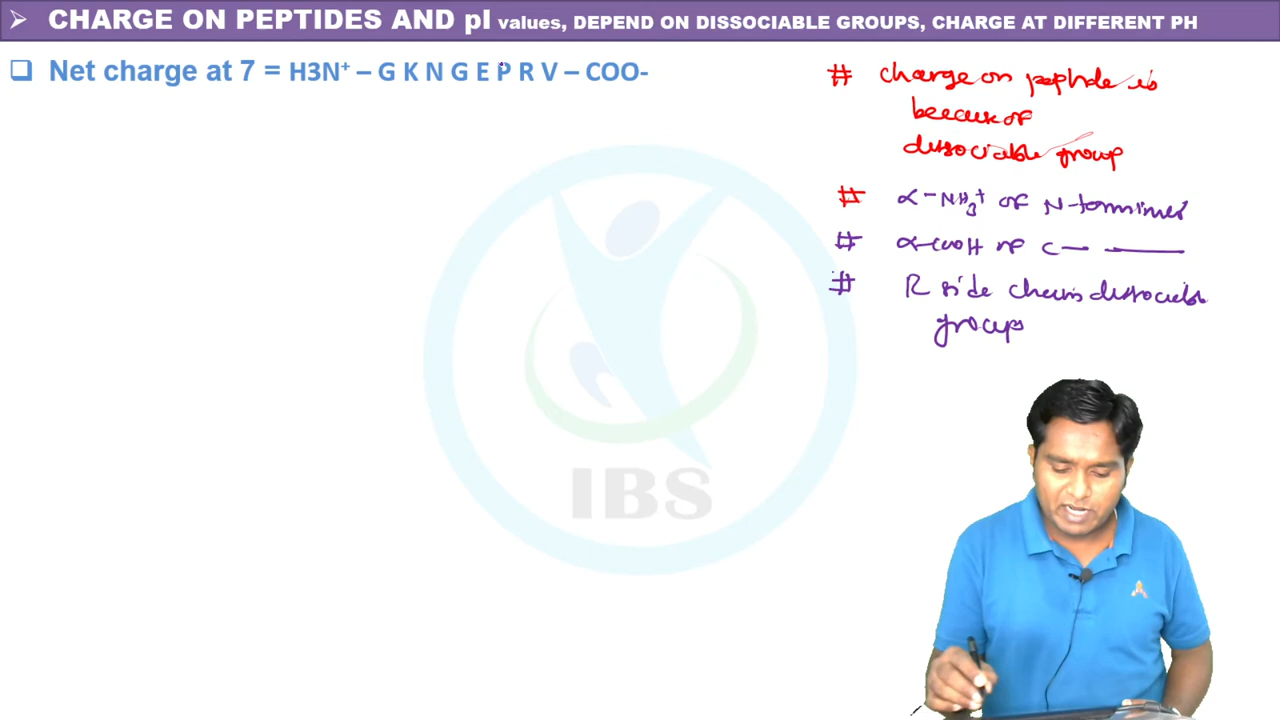 CHARGE ON PEPTIDES AND pI values, DEPEND ON DISSOCIABLE GROUPS, CHARGE AT DIFFERENT PH
Net charge at 7 = H3N⁺ – G K N G E P R V – COO-
# charge on peptide is
because of
dissociable group
# α-NH₃⁺ of N-terminus
# α-COOH of C—
# R side chains dissociable
groups
IBS